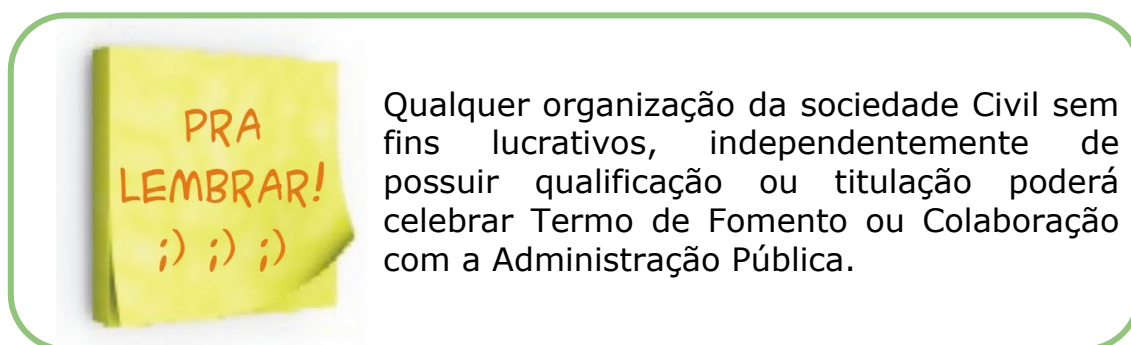 PRA
LEMBRAR!
;) ;) ;)
Qualquer organização da sociedade Civil sem
fins lucrativos, independentemente de
possuir qualificação ou titulação poderá
celebrar Termo de Fomento ou Colaboração
com a Administração Pública.